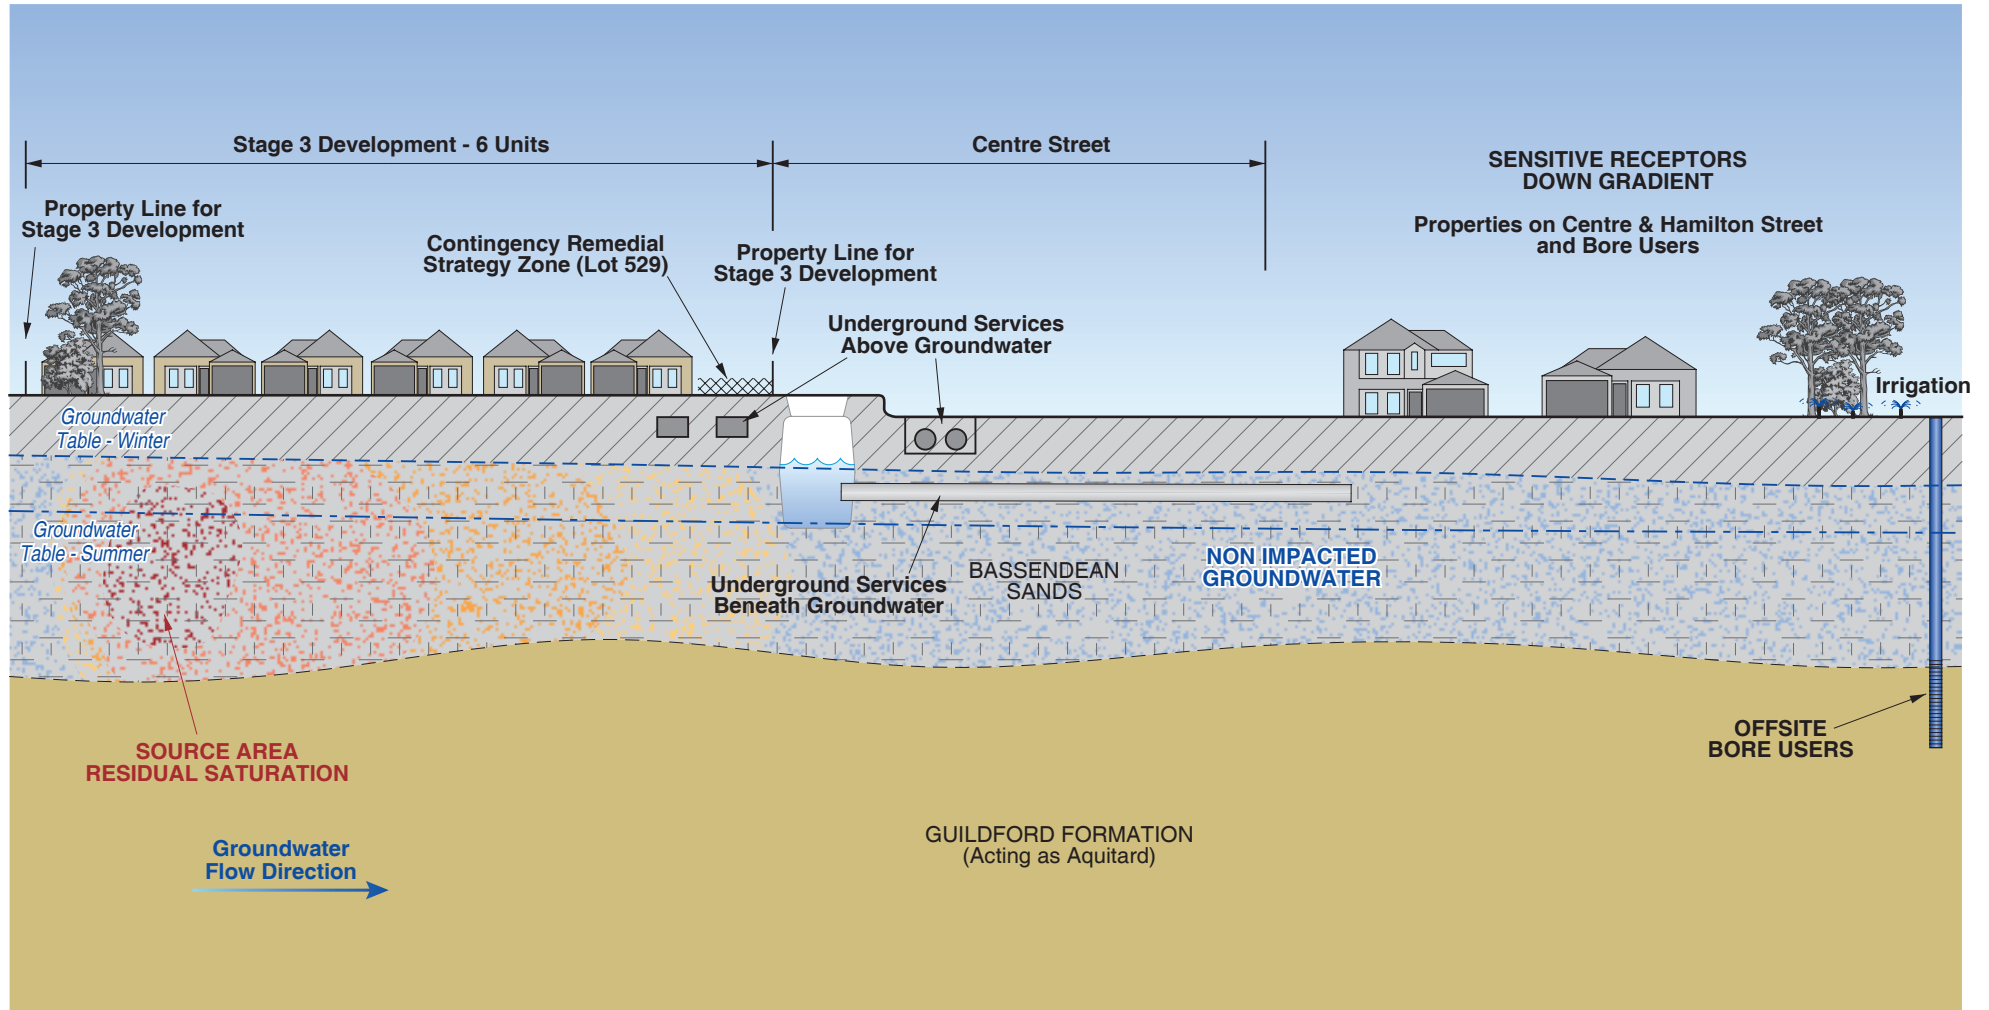 Stage 3 Development - 6 Units
Centre Street
SENSITIVE RECEPTORS
DOWN GRADIENT
Properties on Centre & Hamilton Street
and Bore Users
Property Line for
Stage 3 Development
Contingency Remedial
Strategy Zone (Lot 529)
Property Line for
Stage 3 Development
Underground Services
Above Groundwater
Irrigation
Groundwater
Table - Winter
Groundwater
Table - Summer
Underground Services
Beneath Groundwater
BASSENDEAN
SANDS
NON IMPACTED
GROUNDWATER
SOURCE AREA
RESIDUAL SATURATION
OFFSITE
BORE USERS
Groundwater
Flow Direction
GUILDFORD FORMATION
(Acting as Aquitard)